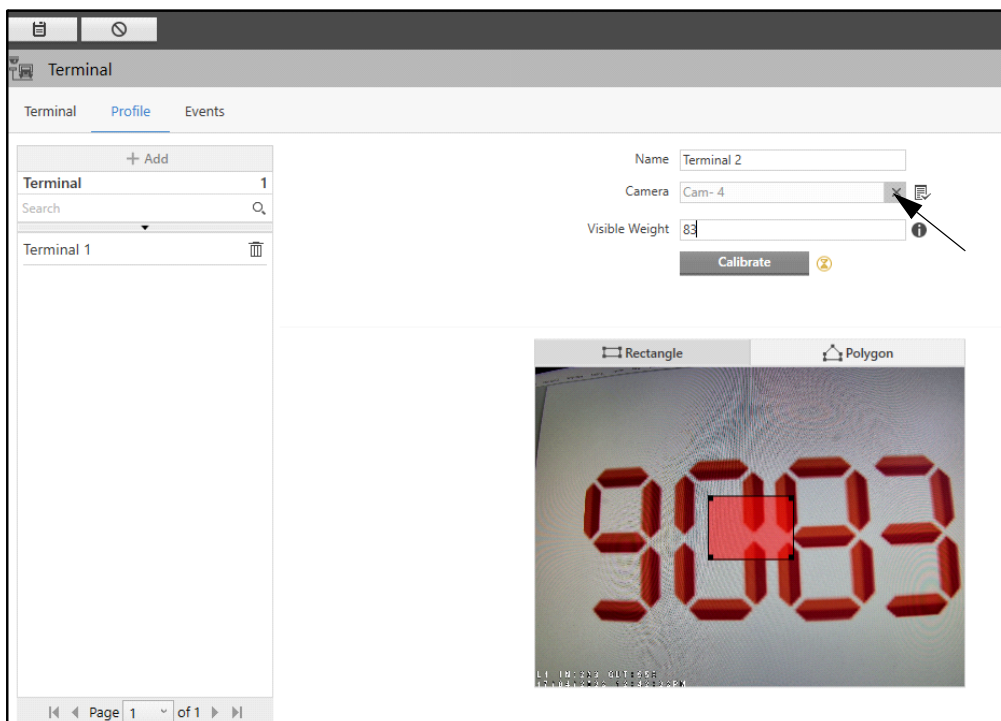 Terminal
Terminal Profile Events
+ Add
Terminal 1
Search
Terminal 1
Page 1 of 1
Name Terminal 2
Camera Cam- 4
Visible Weight 83
Calibrate
Rectangle Polygon
9083